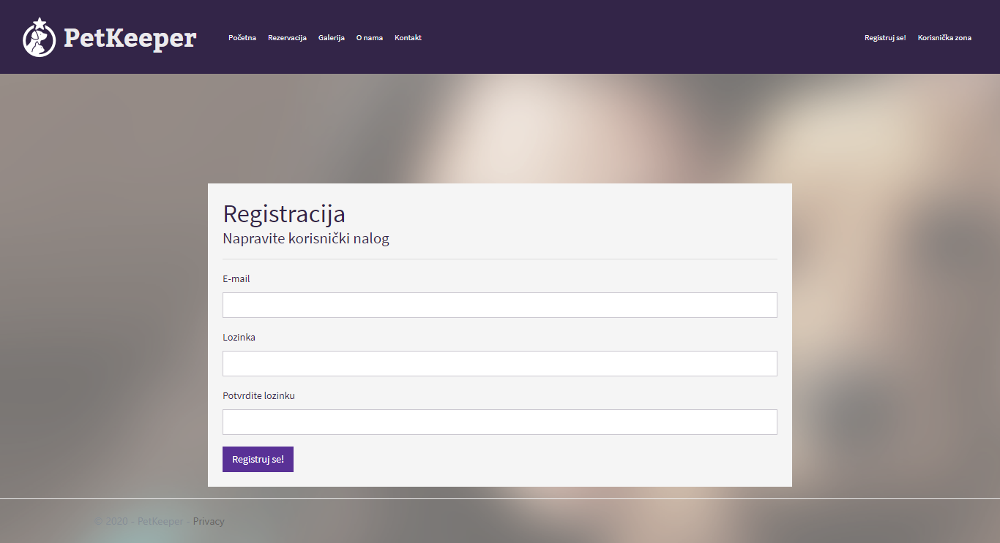 PetKeeper
Početna Rezervacija Galerija O nama Kontakt
Registruj se! Korisnička zona
Registracija
Napravite korisnički nalog
E-mail
Lozinka
Potvrdite lozinku
Registruj se!
© 2020 - PetKeeper - Privacy